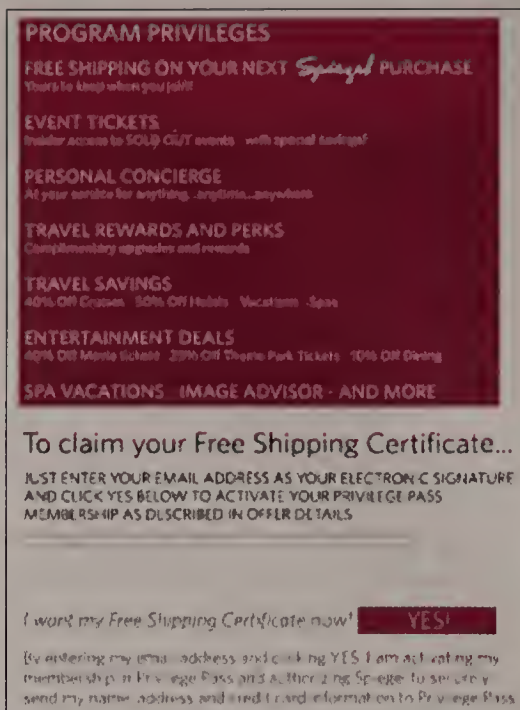 PROGRAM PRIVILEGES
FREE SHIPPING ON YOUR NEXT Spiegel PURCHASE
Yours to keep when you join!
EVENT TICKETS
Insider access to SOLD OUT events with special savings!
PERSONAL CONCIERGE
At your service for anything...anytime...anywhere
TRAVEL REWARDS AND PERKS
Complimentary upgrades and rewards
TRAVEL SAVINGS
40% Off Cruises 50% Off Hotels Vacations Spas
ENTERTAINMENT DEALS
40% Off Movie tickets 25% Off Theme Park Tickets 10% Off Dining
SPA VACATIONS IMAGE ADVISOR - AND MORE
To claim your Free Shipping Certificate...
JUST ENTER YOUR EMAIL ADDRESS AS YOUR ELECTRONIC SIGNATURE
AND CLICK YES BELOW TO ACTIVATE YOUR PRIVILEGE PASS
MEMBERSHIP AS DESCRIBED IN OFFER DETAILS
I want my Free Shipping Certificate now! YES!
By entering my email address and clicking YES I am activating my
membership in Privilege Pass and authorizing Spiegel to securely
send my name, address and credit card information to Privilege Pass